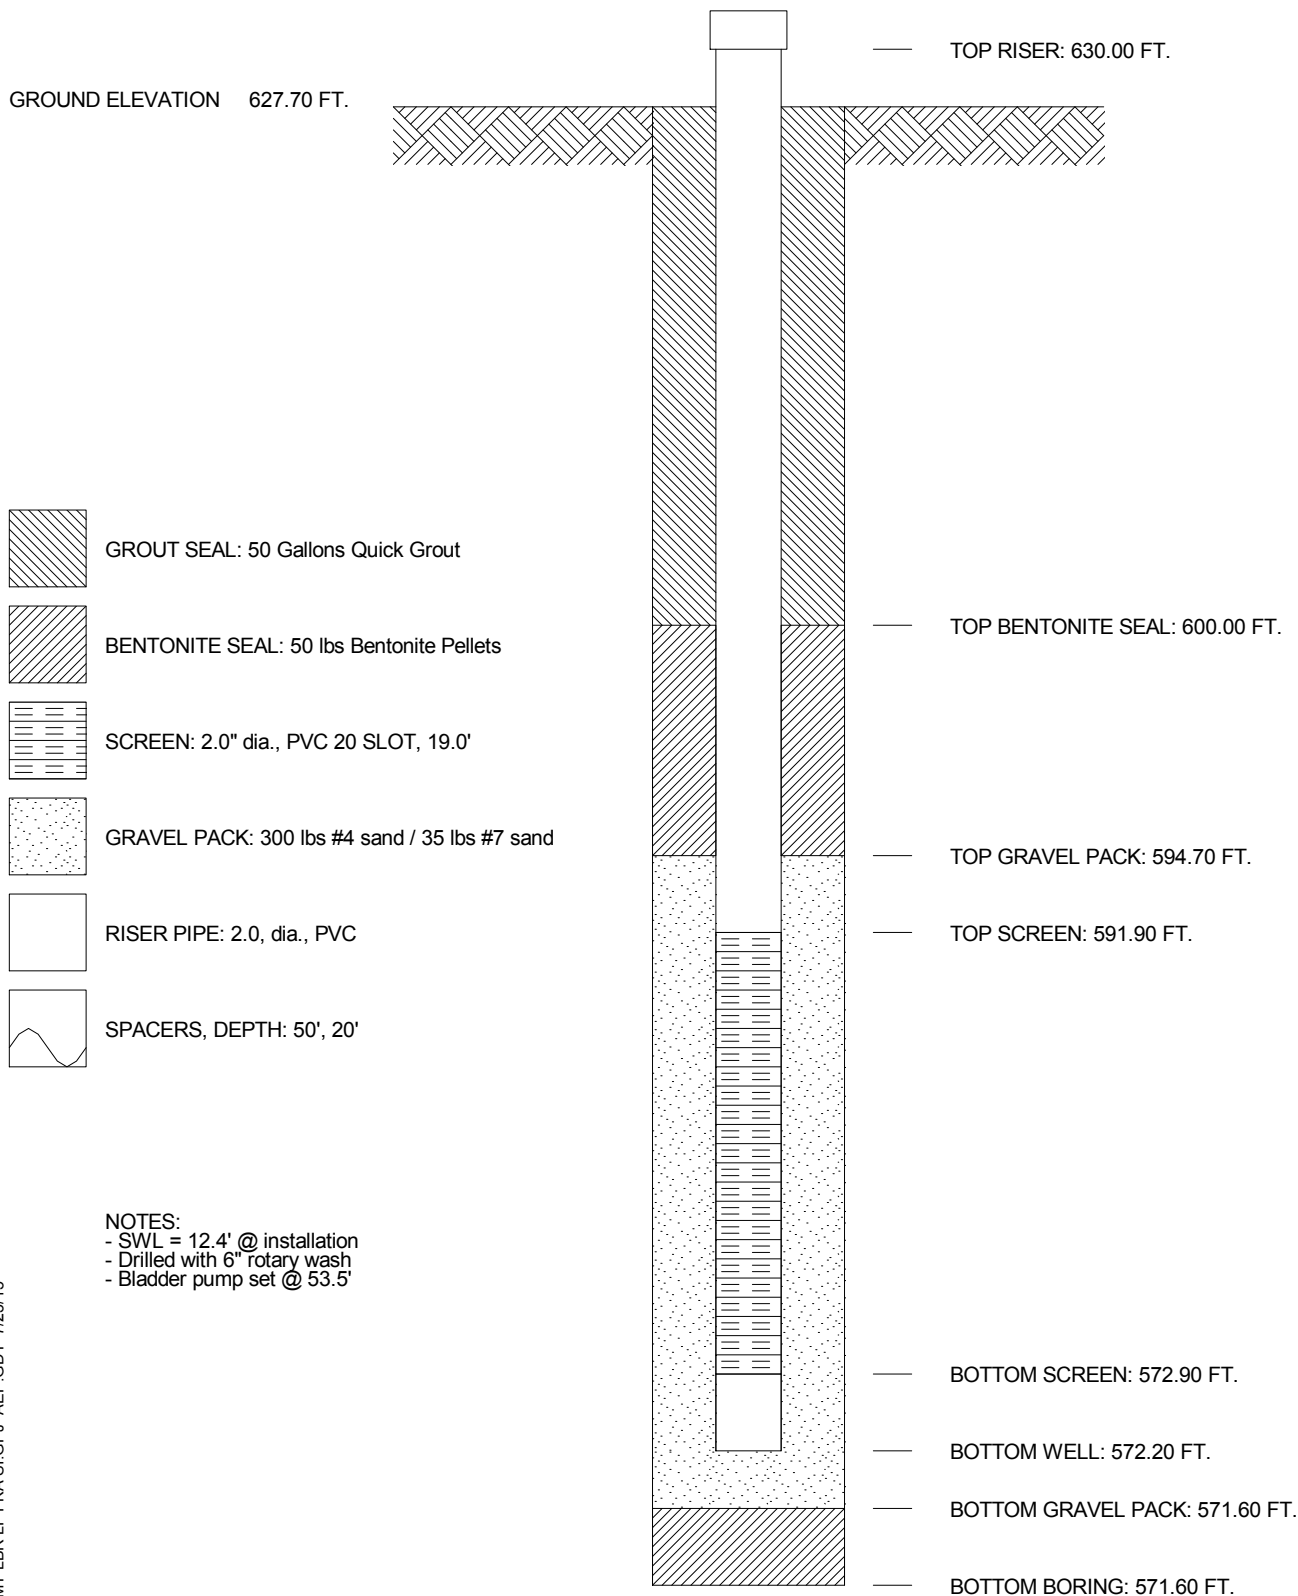 TOP RISER: 630.00 FT.
GROUND ELEVATION 627.70 FT.
GROUT SEAL: 50 Gallons Quick Grout
TOP BENTONITE SEAL: 600.00 FT.
BENTONITE SEAL: 50 lbs Bentonite Pellets
SCREEN: 2.0" dia., PVC 20 SLOT, 19.0'
GRAVEL PACK: 300 lbs #4 sand / 35 lbs #7 sand
TOP GRAVEL PACK: 594.70 FT.
RISER PIPE: 2.0, dia., PVC
TOP SCREEN: 591.90 FT.
SPACERS, DEPTH: 50', 20'
NOTES:
- SWL = 12.4' @ installation
- Drilled with 6" rotary wash
- Bladder pump set @ 53.5'
BOTTOM SCREEN: 572.90 FT.
BOTTOM WELL: 572.20 FT.
BOTTOM GRAVEL PACK: 571.60 FT.
BOTTOM BORING: 571.60 FT.